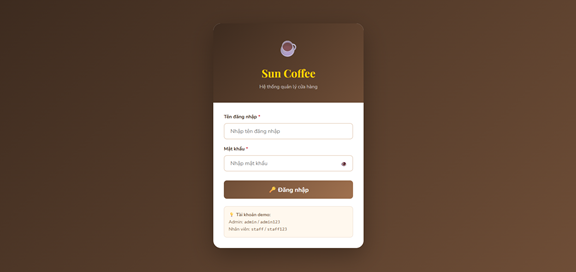 Sun Coffee
Hệ thống quản lý cửa hàng
Tên đăng nhập *
Nhập tên đăng nhập
Mật khẩu *
Nhập mật khẩu
Đăng nhập
Tài khoản demo:
Admin: admin / admin123
Nhân viên: staff / staff123